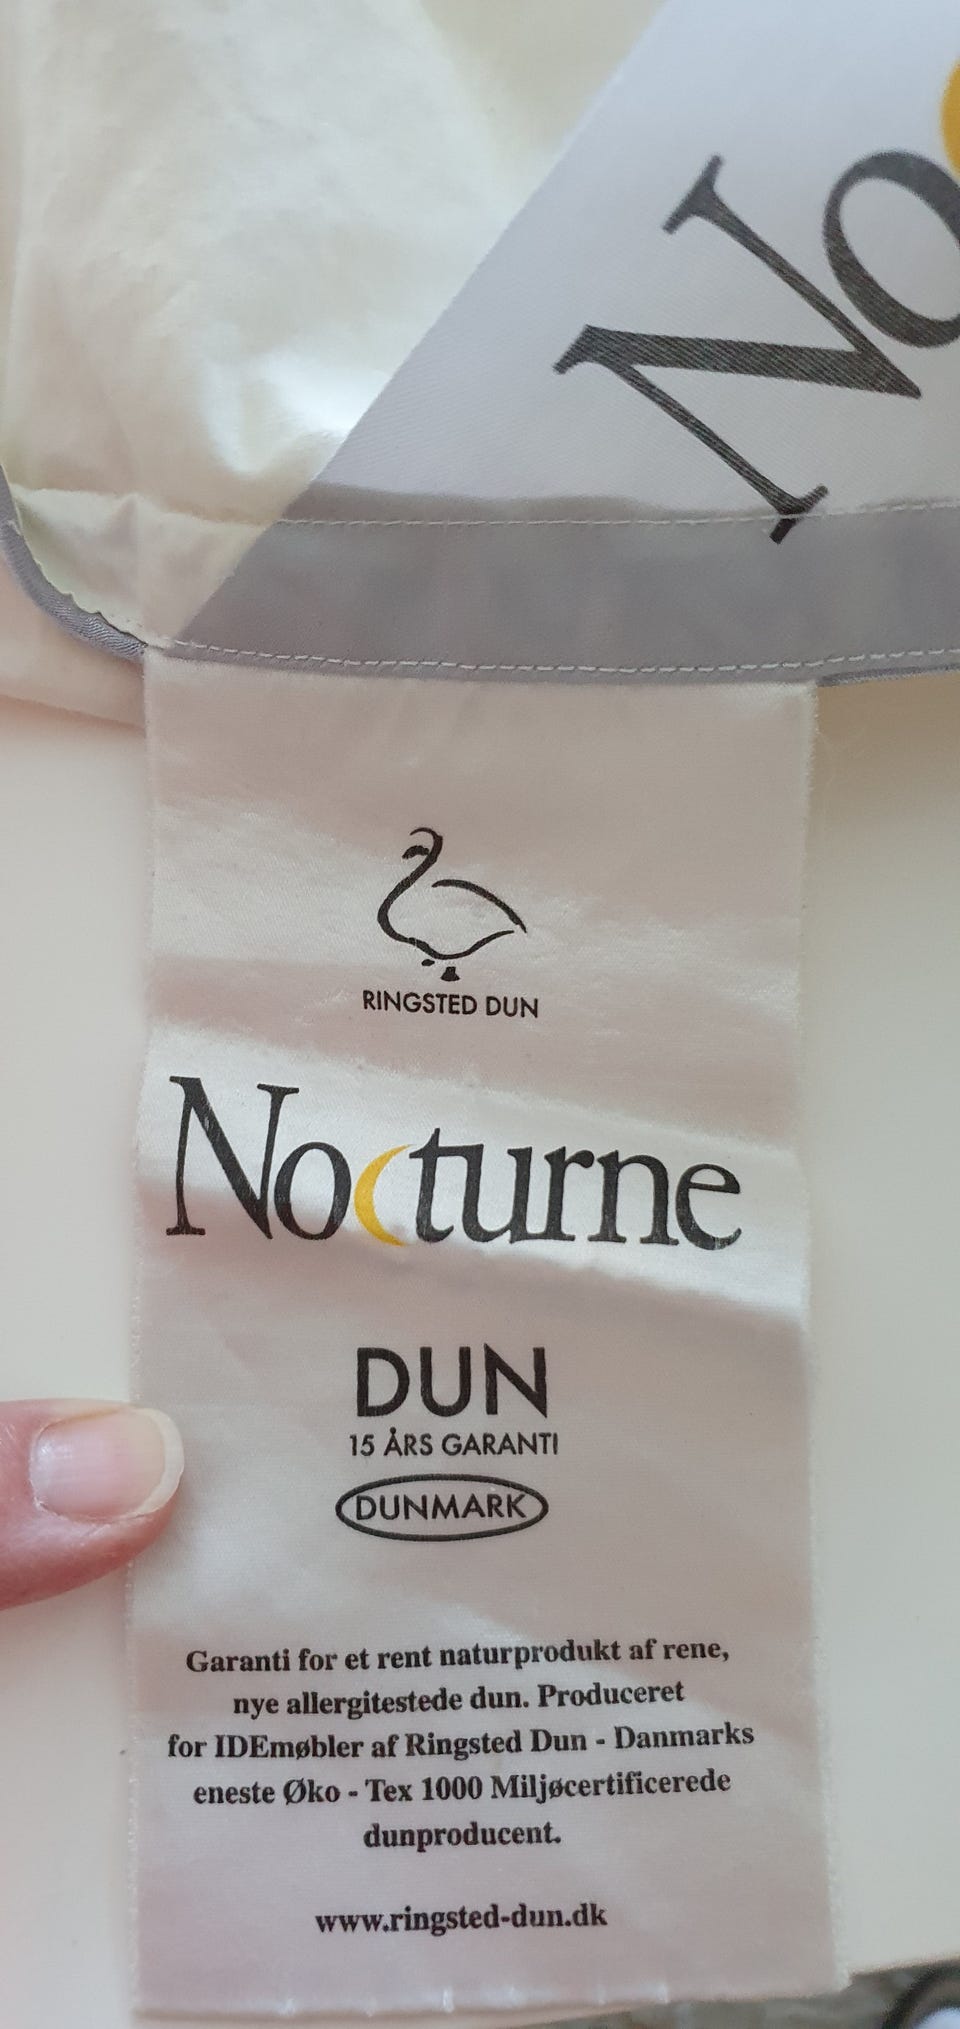 No
RINGSTED DUN
Nocturne
DUN
15 ÅRS GARANTI
DUNMARK
Garanti for et rent naturprodukt af rene,
nye allergitestede dun. Produceret
for IDEmøbler af Ringsted Dun - Danmarks
eneste Øko - Tex 1000 Miljøcertificerede
dunproducent.
www.ringsted-dun.dk